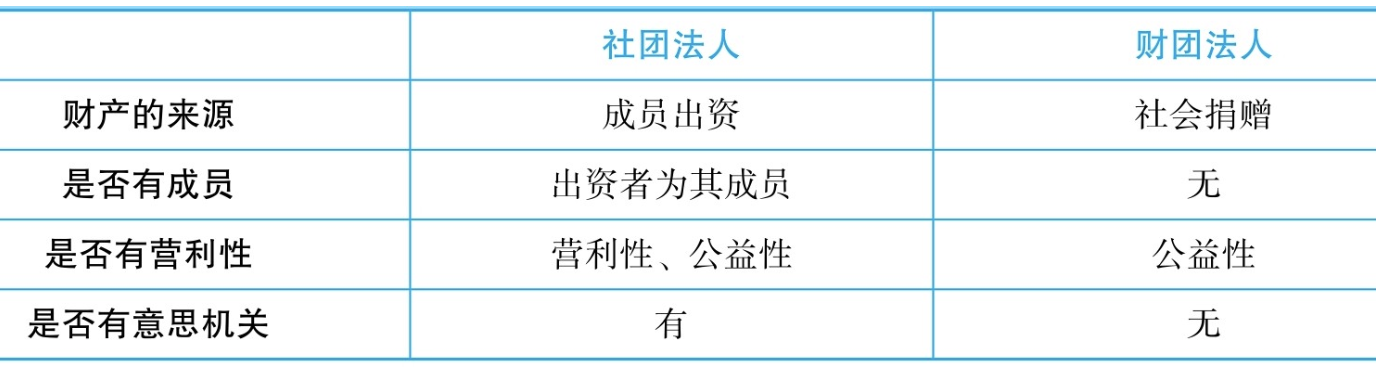 社团法人 财团法人
财产的来源 成员出资 社会捐赠
是否有成员 出资者为其成员 无
是否有营利性 营利性、公益性 公益性
是否有意思机关 有 无